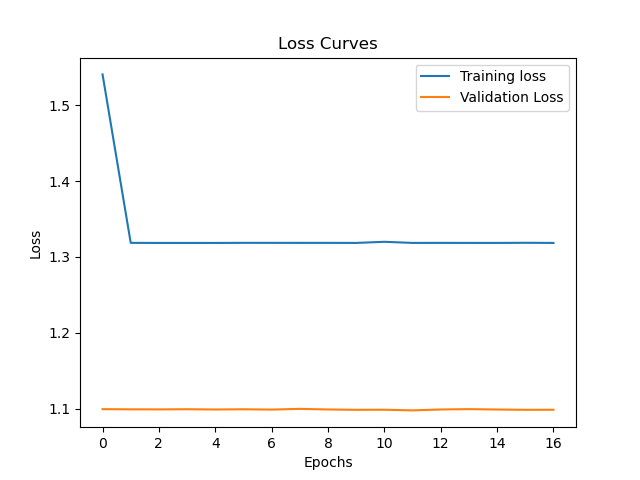 Loss Curves
Training loss
Validation Loss
1.5
1.4
1.3
1.2
1.1
Loss
0 2 4 6 8 10 12 14 16
Epochs